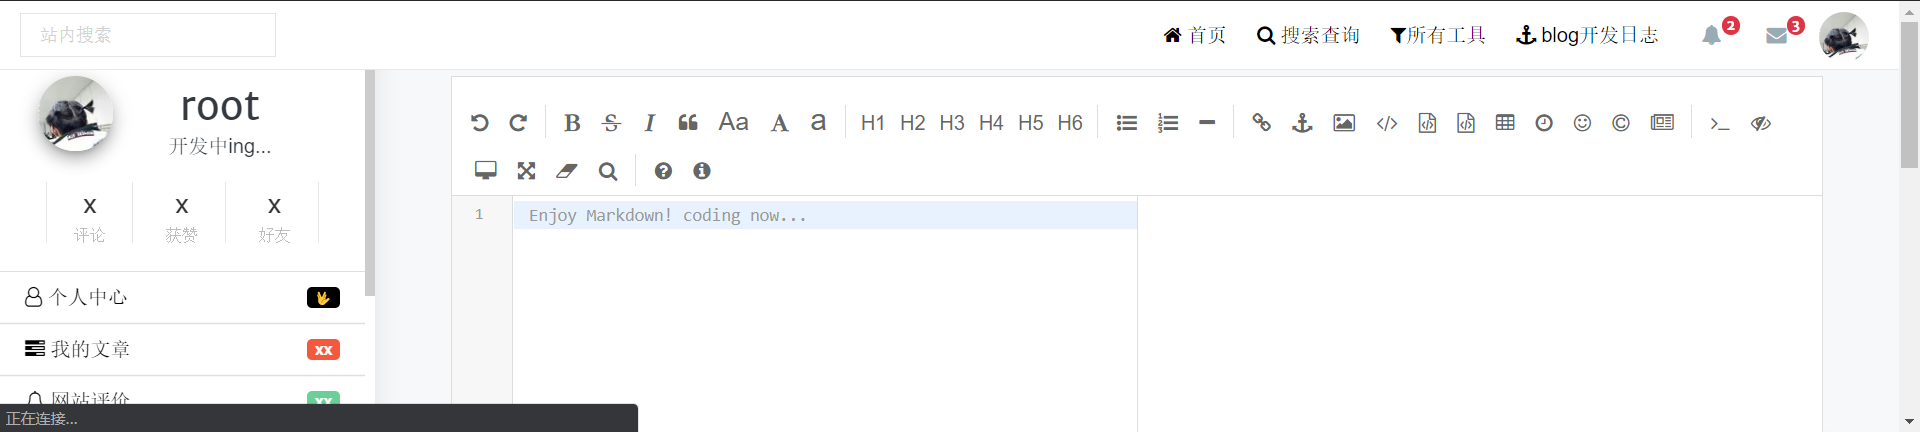 站内搜索
首页 搜索查询 所有工具 blog开发日志 2 3
root
开发中ing...
x x x
评论 获赞 好友
个人中心
我的文章 xx
网站评价 xx
正在连接...
B S I Aa A a H1 H2 H3 H4 H5 H6
1 Enjoy Markdown! coding now...